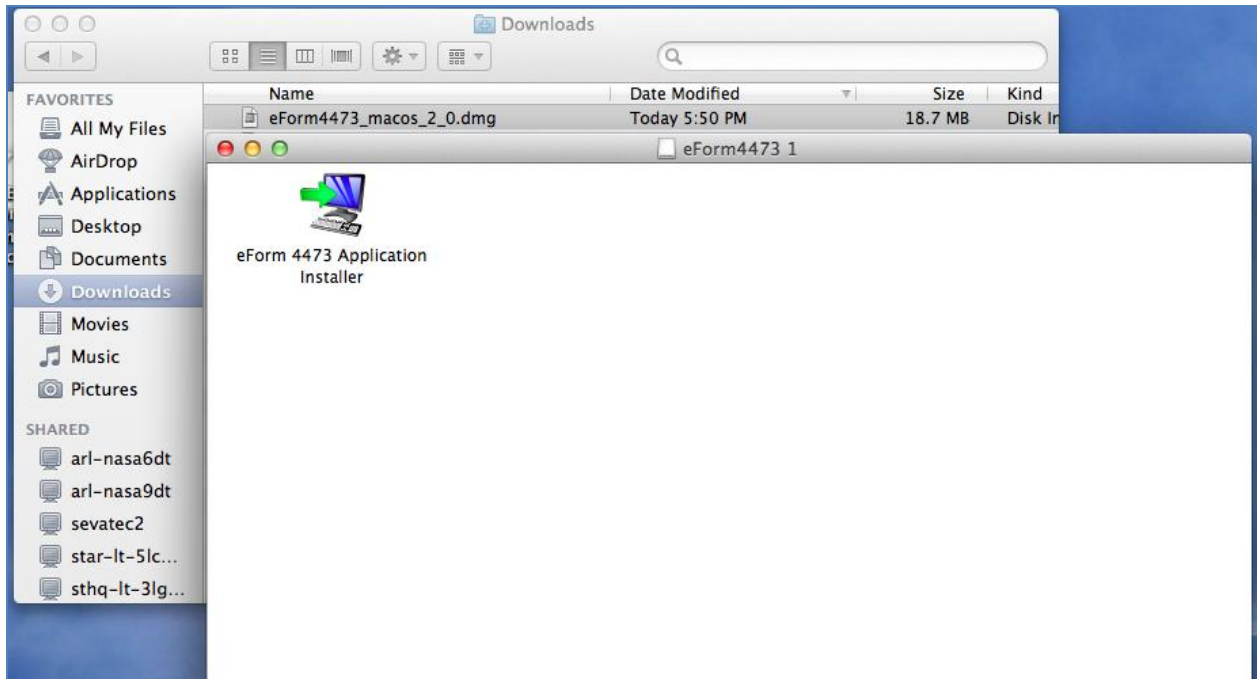 Downloads
FAVORITES
All My Files
AirDrop
Applications
Desktop
Documents
Downloads
Movies
Music
Pictures
SHARED
arl-nasa6dt
arl-nasa9dt
sevatec2
star-lt-5lc...
sthq-lt-3lg...
Name Date Modified Size Kind
eForm4473_macos_2_0.dmg Today 5:50 PM 18.7 MB Disk Im
eForm4473 1
eForm 4473 Application
Installer